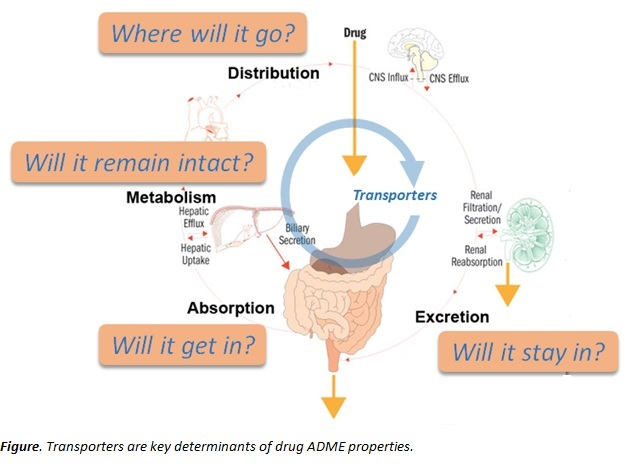 Where will it go?
Drug
CNS Influx
CNS Efflux
Distribution
Will it remain intact?
Metabolism
Transporters
Hepatic
Efflux
Hepatic
Uptake
Biliary
Secretion
Renal
Filtration/
Secretion
Renal
Reabsorption
Absorption
Excretion
Will it get in?
Will it stay in?
Figure. Transporters are key determinants of drug ADME properties.